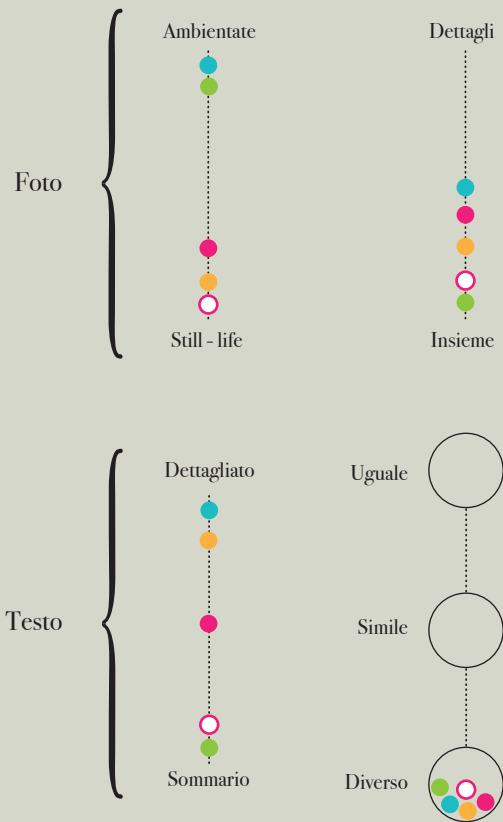 Ambientate
Dettagli
Foto
Still - life
Insieme
Dettagliato
Uguale
Testo
Simile
Sommario
Diverso